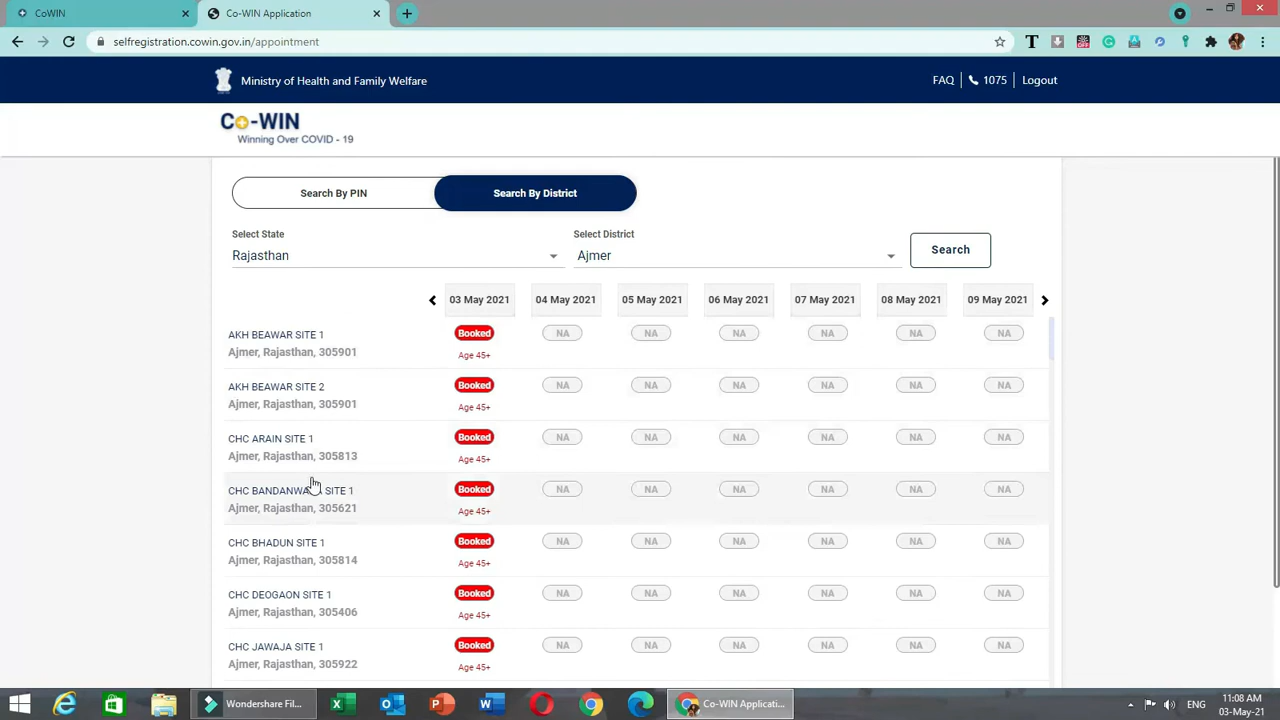 CoWIN
Co-WIN Application
selfregistration.cowin.gov.in/appointment
Ministry of Health and Family Welfare
FAQ 1075 Logout
Co-WIN
Winning Over COVID - 19
Search By PIN Search By District
Select State Select District
Rajasthan Ajmer Search
03 May 2021 04 May 2021 05 May 2021 06 May 2021 07 May 2021 08 May 2021 09 May 2021
AKH BEAWAR SITE 1 Booked NA NA NA NA NA NA
Ajmer, Rajasthan, 305901 Age 45+
AKH BEAWAR SITE 2 Booked NA NA NA NA NA NA
Ajmer, Rajasthan, 305901 Age 45+
CHC ARAIN SITE 1 Booked NA NA NA NA NA NA
Ajmer, Rajasthan, 305813 Age 45+
CHC SITE 1 Booked NA NA NA NA NA NA
Ajmer, Rajasthan, 305621 Age 45+
CHC BHADUN SITE 1 Booked NA NA NA NA NA NA
Ajmer, Rajasthan, 305814 Age 45+
CHC DEOGAON SITE 1 Booked NA NA NA NA NA NA
Ajmer, Rajasthan, 305406 Age 45+
CHC JAWAJA SITE 1 Booked NA NA NA NA NA NA
Ajmer, Rajasthan, 305922 Age 45+
Wondershare Fil... Co-WIN Applicati... ENG 11:08 AM
03-May-21